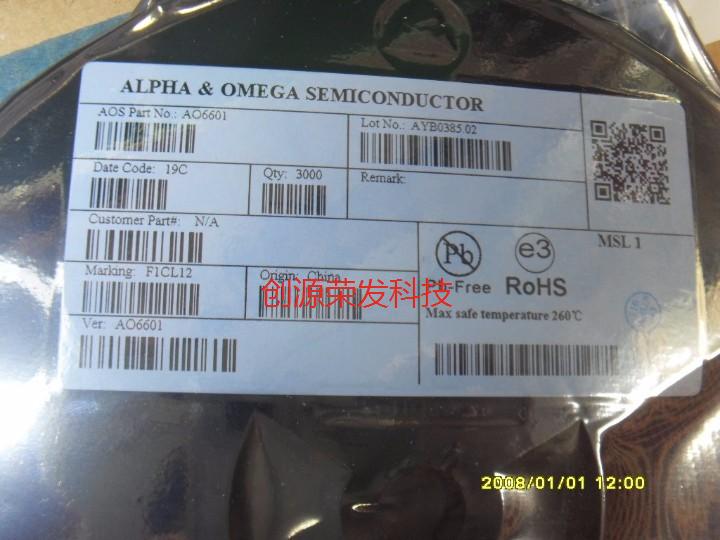 ALPHA & OMEGA SEMICONDUCTOR
AOS Part No.: AO6601
Lot No.: AYB0385.02
Date Code: 19C
Qty: 3000
Remark:
Customer Part#: N/A
MSL 1
Pb
e3
Marking: F1CL12
Origin: China
Pb-Free RoHS
创源荣发科技
Max safe temperature 260℃
Ver: AO6601
2008/01/01 12:00